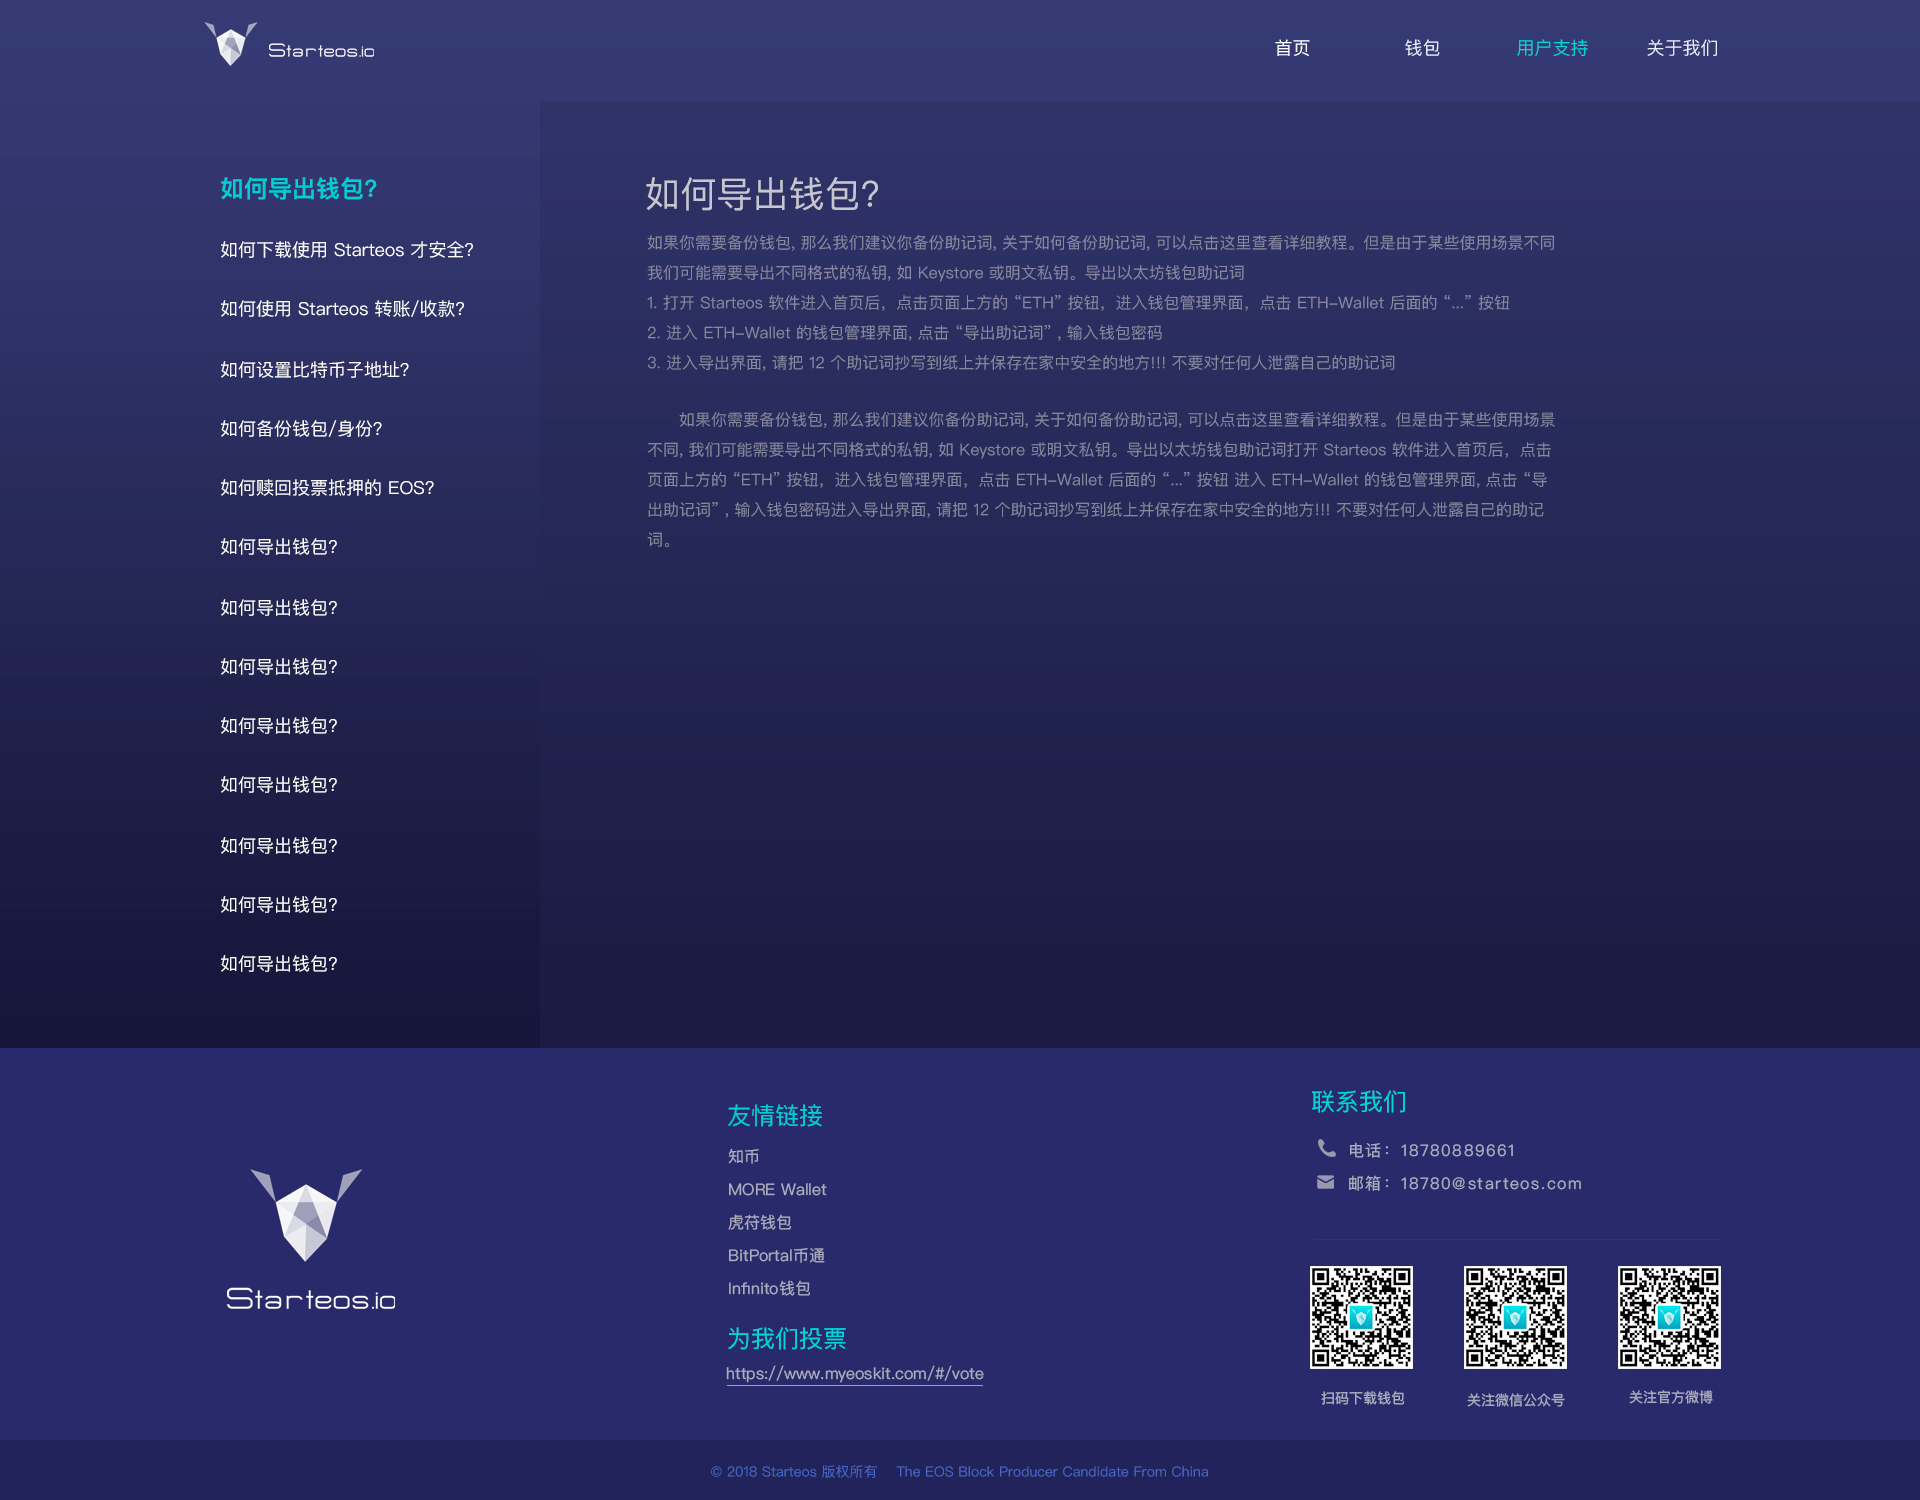 Starteos.io
首页
钱包
用户支持
关于我们
如何导出钱包?
如何下载使用 Starteos 才安全?
如何使用 Starteos 转账/收款?
如何设置比特币子地址?
如何备份钱包/身份?
如何赎回投票抵押的 EOS?
如何导出钱包?
如何导出钱包?
如何导出钱包?
如何导出钱包?
如何导出钱包?
如何导出钱包?
如何导出钱包?
如何导出钱包?
如何导出钱包?
如果你需要备份钱包, 那么我们建议你备份助记词, 关于如何备份助记词, 可以点击这里查看详细教程。但是由于某些使用场景不同
我们可能需要导出不同格式的私钥, 如 Keystore 或明文私钥。导出以太坊钱包助记词
1. 打开 Starteos 软件进入首页后，点击页面上方的 “ETH” 按钮，进入钱包管理界面，点击 ETH-Wallet 后面的 “...” 按钮
2. 进入 ETH-Wallet 的钱包管理界面, 点击 “导出助记词” , 输入钱包密码
3. 进入导出界面, 请把 12 个助记词抄写到纸上并保存在家中安全的地方!!! 不要对任何人泄露自己的助记词
如果你需要备份钱包, 那么我们建议你备份助记词, 关于如何备份助记词, 可以点击这里查看详细教程。但是由于某些使用场景
不同, 我们可能需要导出不同格式的私钥, 如 Keystore 或明文私钥。导出以太坊钱包助记词打开 Starteos 软件进入首页后，点击
页面上方的 “ETH” 按钮，进入钱包管理界面，点击 ETH-Wallet 后面的 “...” 按钮 进入 ETH-Wallet 的钱包管理界面, 点击 “导
出助记词” , 输入钱包密码进入导出界面, 请把 12 个助记词抄写到纸上并保存在家中安全的地方!!! 不要对任何人泄露自己的助记
词。
Starteos.io
友情链接
知币
MORE Wallet
虎符钱包
BitPortal币通
Infinito钱包
为我们投票
https://www.myeoskit.com/#/vote
联系我们
电话：18780889661
邮箱：18780@starteos.com
扫码下载钱包
关注微信公众号
关注官方微博
© 2018 Starteos 版权所有 The EOS Block Producer Candidate From China